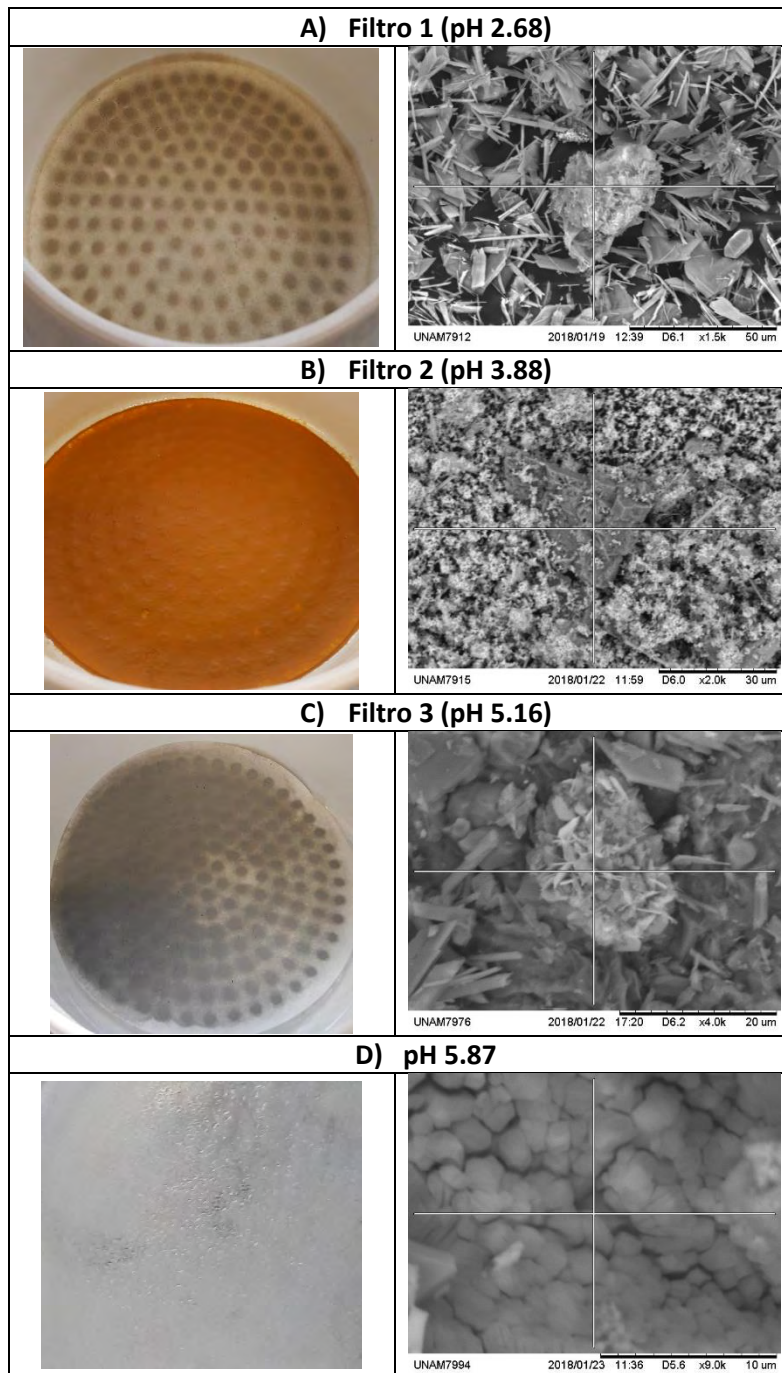 A) Filtro 1 (pH 2.68)
UNAM7912 2018/01/19 12:39 D6.1 x1.5k 50 um
B) Filtro 2 (pH 3.88)
UNAM7915 2018/01/22 11:59 D6.0 x2.0k 30 um
C) Filtro 3 (pH 5.16)
UNAM7976 2018/01/22 17:20 D6.2 x4.0k 20 um
D) pH 5.87
UNAM7994 2018/01/23 11:36 D5.6 x9.0k 10 um